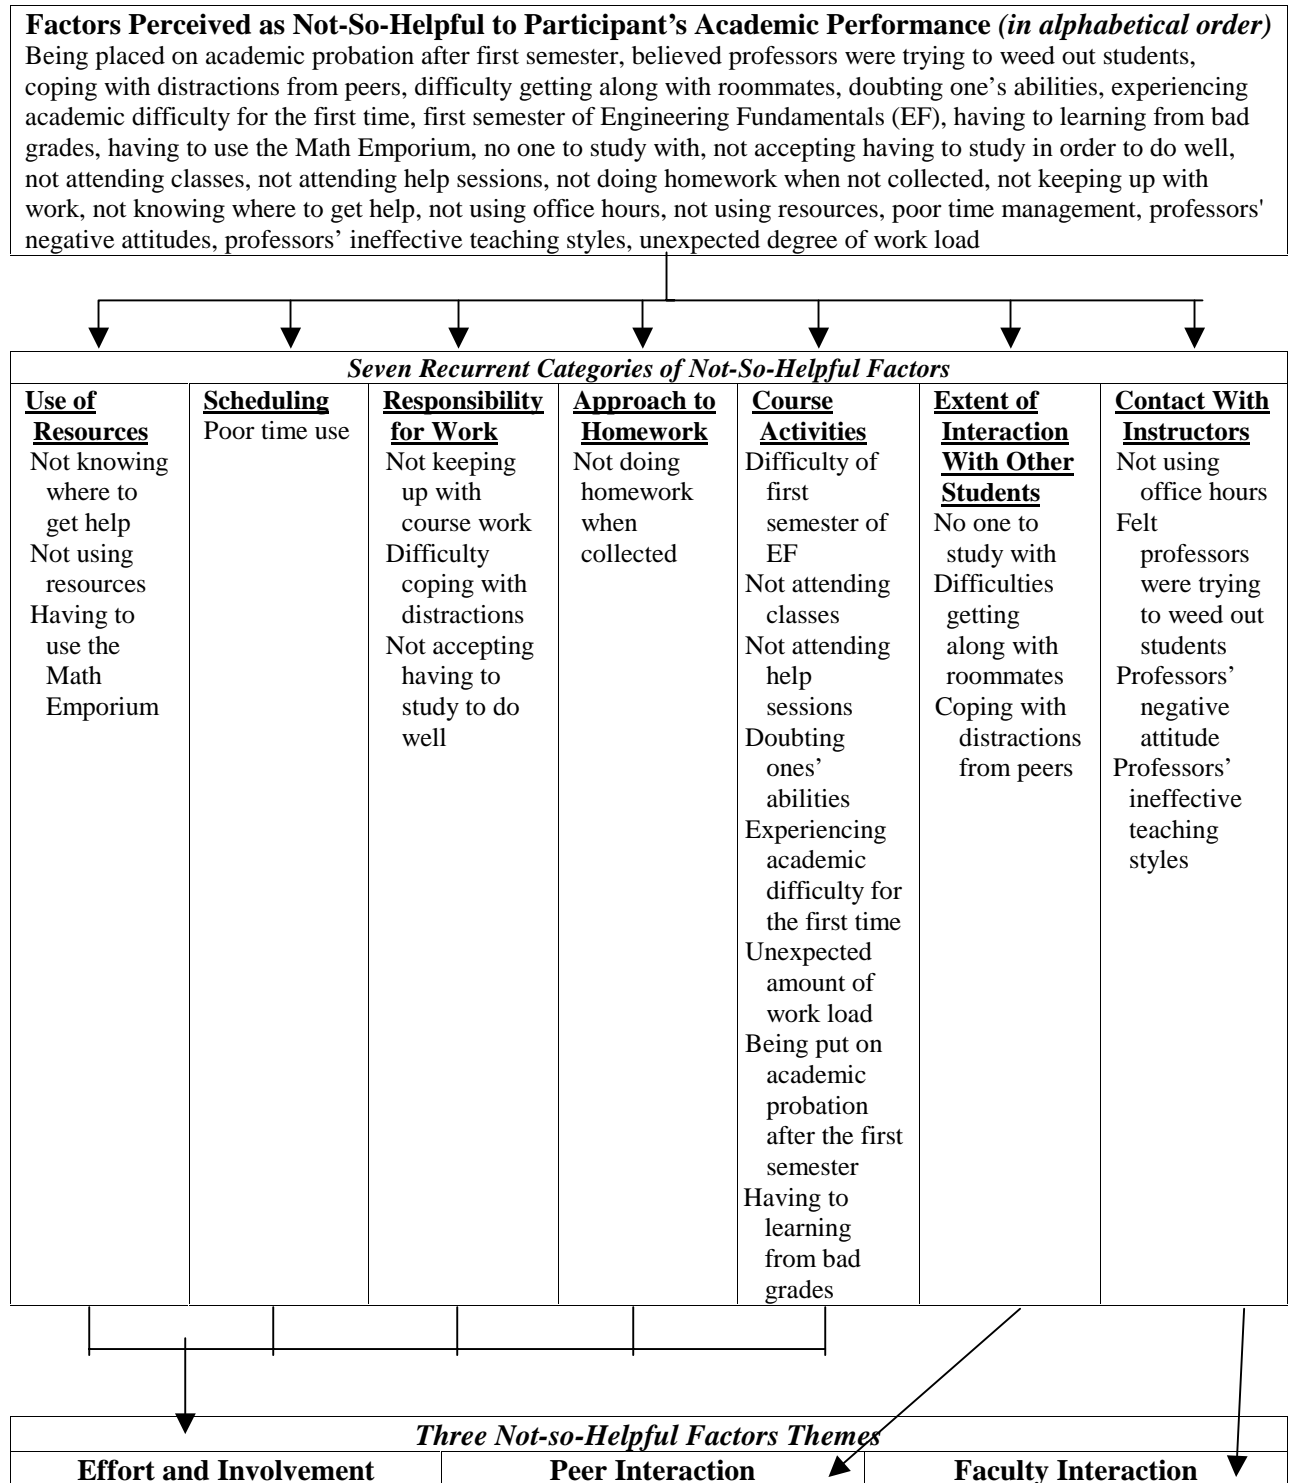 Factors Perceived as Not-So-Helpful to Participant's Academic Performance (in alphabetical order)
Being placed on academic probation after first semester, believed professors were trying to weed out students,
coping with distractions from peers, difficulty getting along with roommates, doubting one's abilities, experiencing
academic difficulty for the first time, first semester of Engineering Fundamentals (EF), having to learning from bad
grades, having to use the Math Emporium, no one to study with, not accepting having to study in order to do well,
not attending classes, not attending help sessions, not doing homework when not collected, not keeping up with
work, not knowing where to get help, not using office hours, not using resources, poor time management, professors'
negative attitudes, professors' ineffective teaching styles, unexpected degree of work load
Seven Recurrent Categories of Not-So-Helpful Factors
Use of
Resources
Not knowing
where to
get help
Not using
resources
Having to
use the
Math
Emporium
Scheduling
Poor time use
Responsibility
for Work
Not keeping
up with
course work
Difficulty
coping with
distractions
Not accepting
having to
study to do
well
Approach to
Homework
Not doing
homework
when
collected
Course
Activities
Difficulty of
first
semester of
EF
Not attending
classes
Not attending
help
sessions
Doubting
ones'
abilities
Experiencing
academic
difficulty for
the first time
Unexpected
amount of
work load
Being put on
academic
probation
after the first
semester
Having to
learning
from bad
grades
Extent of
Interaction
With Other
Students
No one to
study with
Difficulties
getting
along with
roommates
Coping with
distractions
from peers
Contact With
Instructors
Not using
office hours
Felt
professors
were trying
to weed out
students
Professors'
negative
attitude
Professors'
ineffective
teaching
styles
Three Not-so-Helpful Factors Themes
Effort and Involvement
Peer Interaction
Faculty Interaction